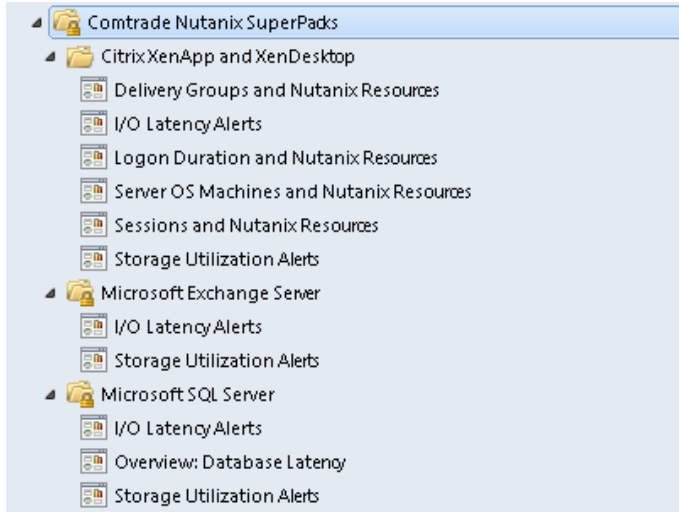 Comtrade Nutanix SuperPacks
Citrix XenApp and XenDesktop
Delivery Groups and Nutanix Resources
I/O Latency Alerts
Logon Duration and Nutanix Resources
Server OS Machines and Nutanix Resources
Sessions and Nutanix Resources
Storage Utilization Alerts
Microsoft Exchange Server
I/O Latency Alerts
Storage Utilization Alerts
Microsoft SQL Server
I/O Latency Alerts
Overview: Database Latency
Storage Utilization Alerts